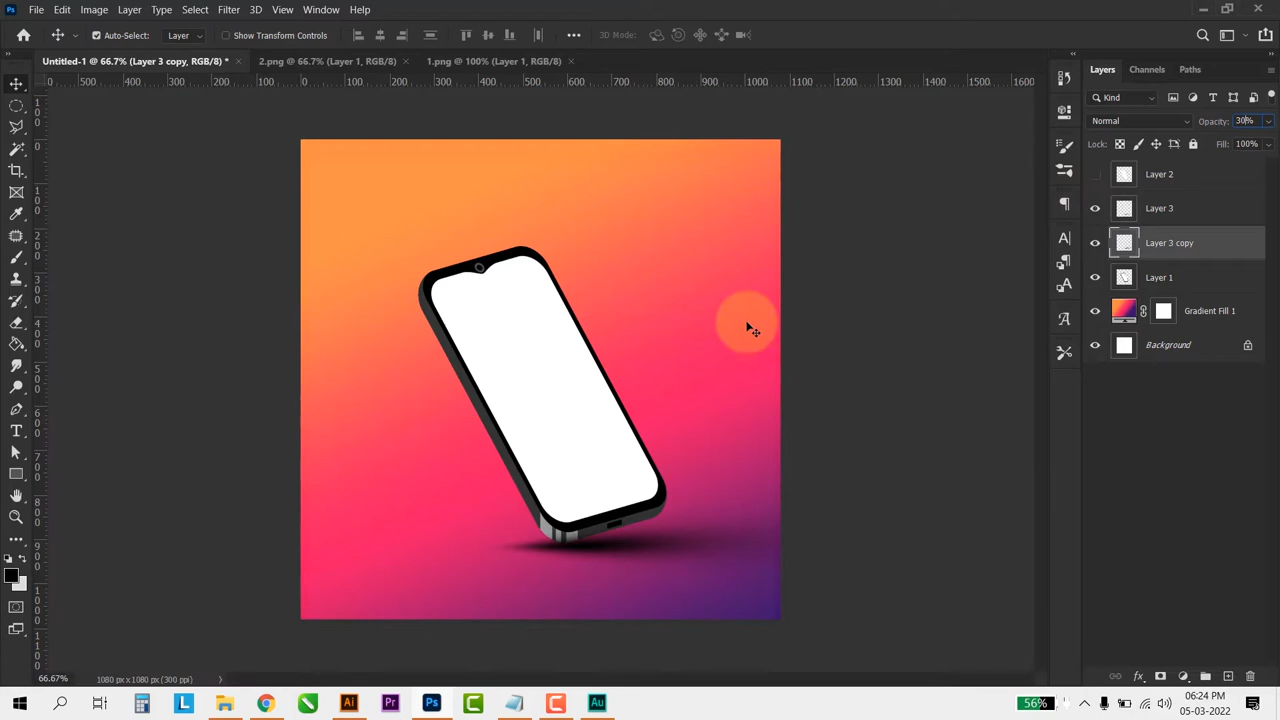 Ps File Edit Image Layer Type Select Filter 3D View Window Help
Auto-Select: Layer Show Transform Controls 3D Mode:
Untitled-1 @ 66.7% (Layer 3 copy, RGB/8) * 2.png @ 66.7% (Layer 1, RGB/8) 1.png @ 100% (Layer 1, RGB/8)
500 400 300 200 100 0 100 200 300 400 500 600 700 800 900 1000 1100 1200 1300 1400 1500 1600
Layers Channels Paths
Kind
Normal Opacity: 30%
Lock: Fill: 100%
Layer 2
Layer 3
Layer 3 copy
Layer 1
Gradient Fill 1
Background
66.67% 1080 px x 1080 px (300 ppi)
L Ai Pr Ps C C Au 56% 06:24 PM
05-03-2022